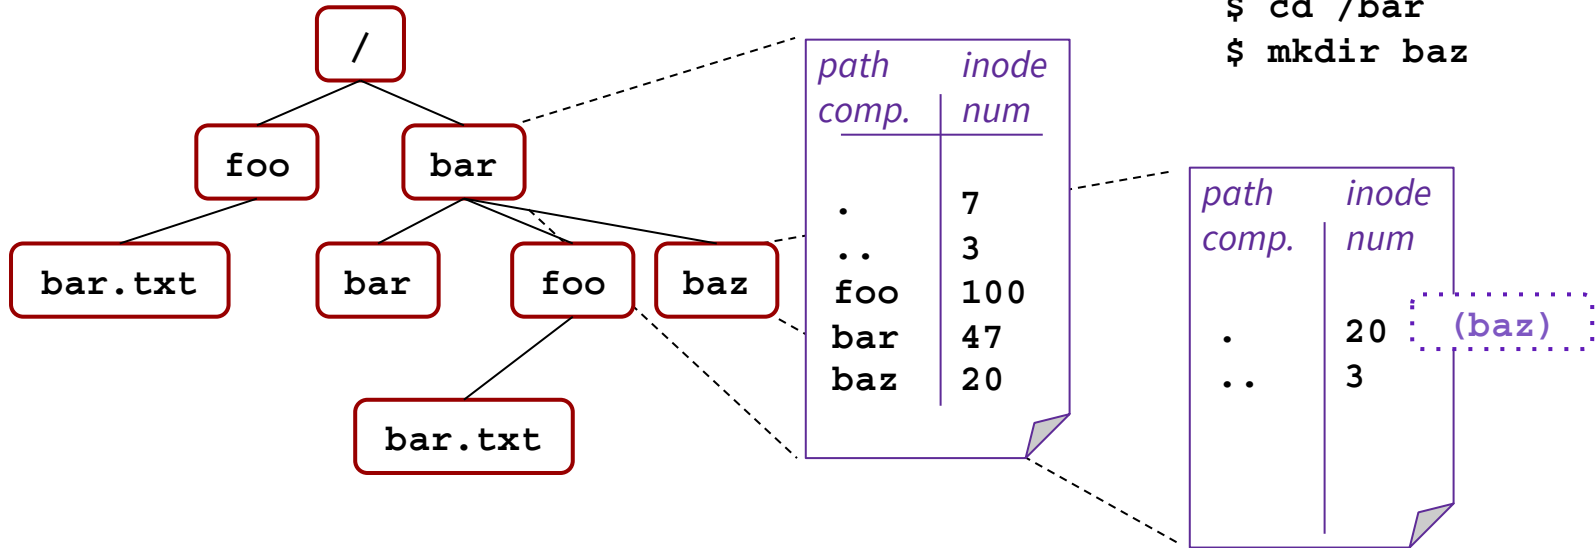 $ cd /bar
$ mkdir baz
/
foo bar
bar.txt bar foo baz
bar.txt
path inode
comp. num
. 7
.. 3
foo 100
bar 47
baz 20
path inode
comp. num
. 20
.. 3
(baz)